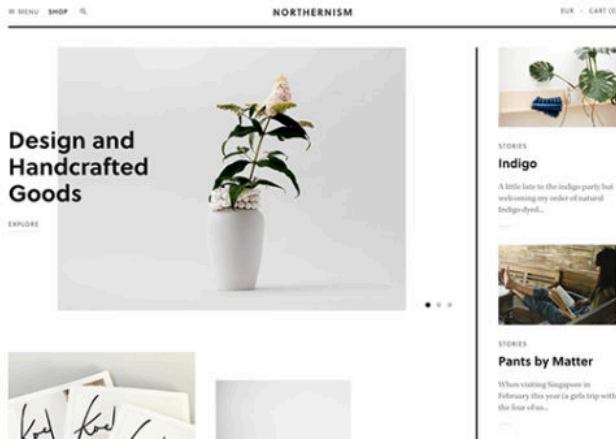 MENU SHOP
NORTHERNISM
EUR - CART (0)
Design and
Handcrafted
Goods
EXPLORE
STORIES
Indigo
A little late to the indigo party but
welcoming my order of natural
Indigo dyed...
STORIES
Pants by Matter
When visiting Singapore in
February this year (a girls trip with
the four of us...